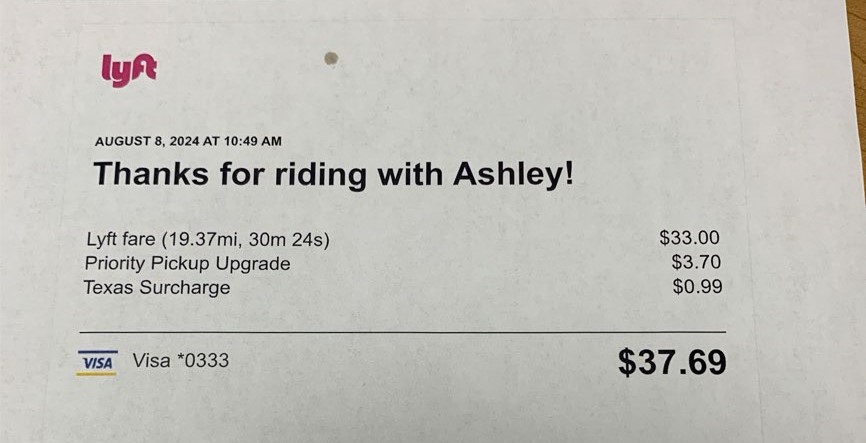 lyft
AUGUST 8, 2024 AT 10:49 AM
Thanks for riding with Ashley!
Lyft fare (19.37mi, 30m 24s) $33.00
Priority Pickup Upgrade $3.70
Texas Surcharge $0.99
VISA Visa *0333 $37.69